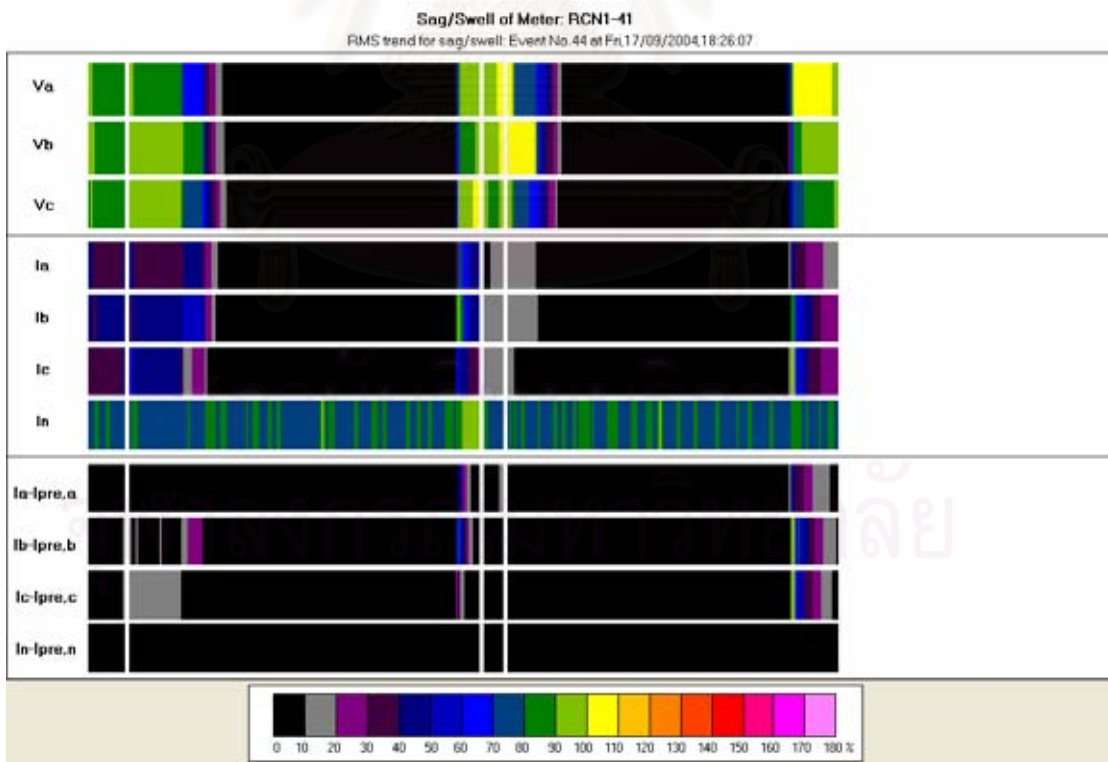 Sag/Swell of Meter: RCN1-41
RMS trend for sag/swell: Event No.44 at Fri,17/09/2004,18:26:07
Va
Vb
Vc
Ia
Ib
Ic
In
Ia-Ipre,a
Ib-Ipre,b
Ic-Ipre,c
In-Ipre,n
0 10 20 30 40 50 60 70 80 90 100 110 120 130 140 150 160 170 180 %